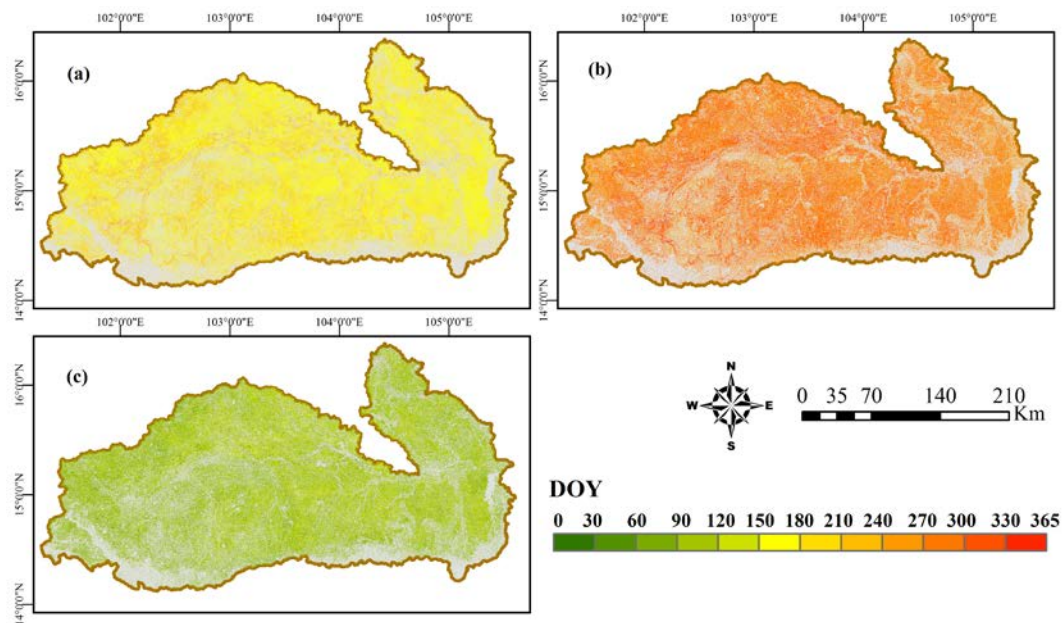 102°0'0"E 103°0'0"E 104°0'0"E 105°0'0"E
102°0'0"E 103°0'0"E 104°0'0"E 105°0'0"E
(a)
16°0'0"N
15°0'0"N
14°0'0"N
(b)
16°0'0"N
15°0'0"N
14°0'0"N
102°0'0"E 103°0'0"E 104°0'0"E 105°0'0"E
(c)
16°0'0"N
15°0'0"N
14°0'0"N
N
W E
S
0 35 70 140 210
Km
DOY
0 30 60 90 120 150 180 210 240 270 300 330 365